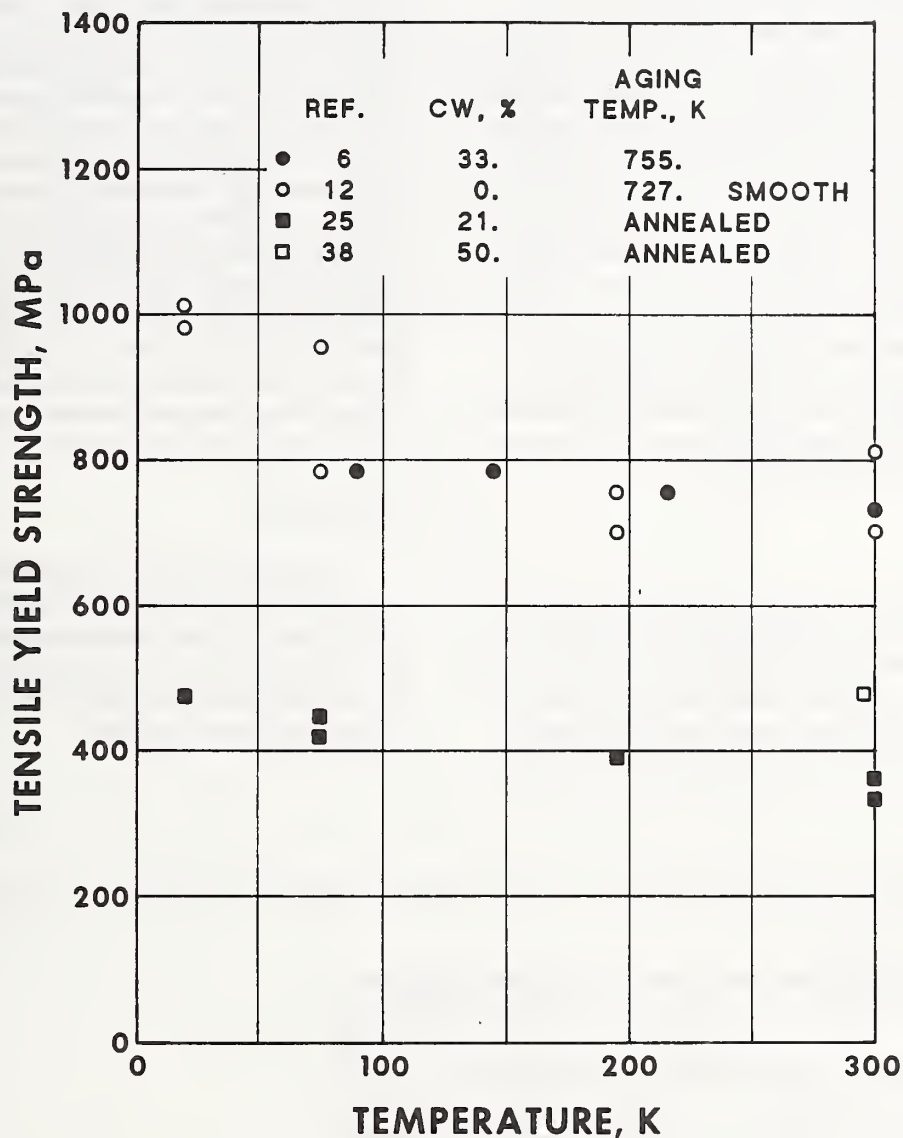 1400
1200
1000
800
600
400
200
0
TENSILE YIELD STRENGTH, MPa
AGING
REF. CW, % TEMP., K
6 33. 755.
12 0. 727. SMOOTH
25 21. ANNEALED
38 50. ANNEALED
0 100 200 300
TEMPERATURE, K